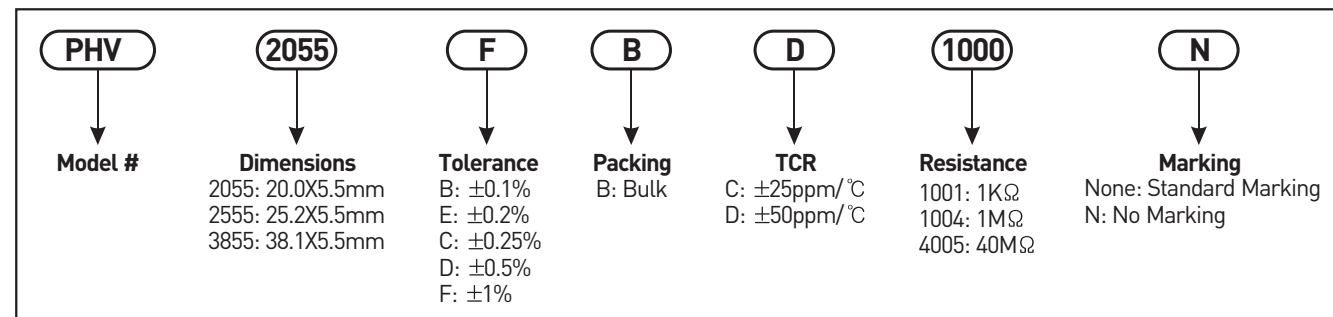 PHV 2055 F B D 1000 N
Model # Dimensions Tolerance Packing TCR Resistance Marking
2055: 20.0X5.5mm B: ±0.1% B: Bulk C: ±25ppm/℃ 1001: 1KΩ None: Standard Marking
2555: 25.2X5.5mm E: ±0.2% D: ±50ppm/℃ 1004: 1MΩ N: No Marking
3855: 38.1X5.5mm C: ±0.25% 4005: 40MΩ
D: ±0.5%
F: ±1%